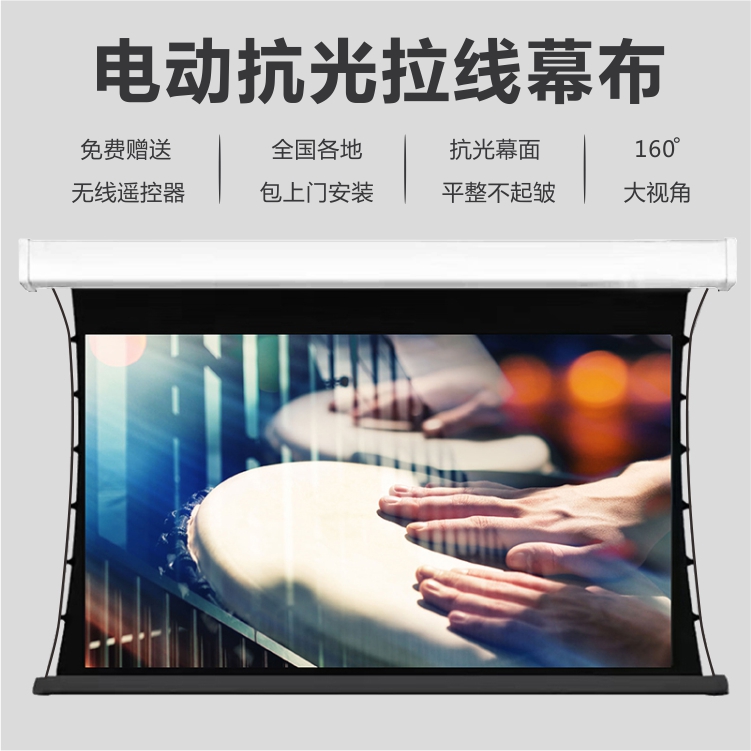 电动抗光拉线幕布
免费赠送
无线遥控器
全国各地
包上门安装
抗光幕面
平整不起皱
160°
大视角